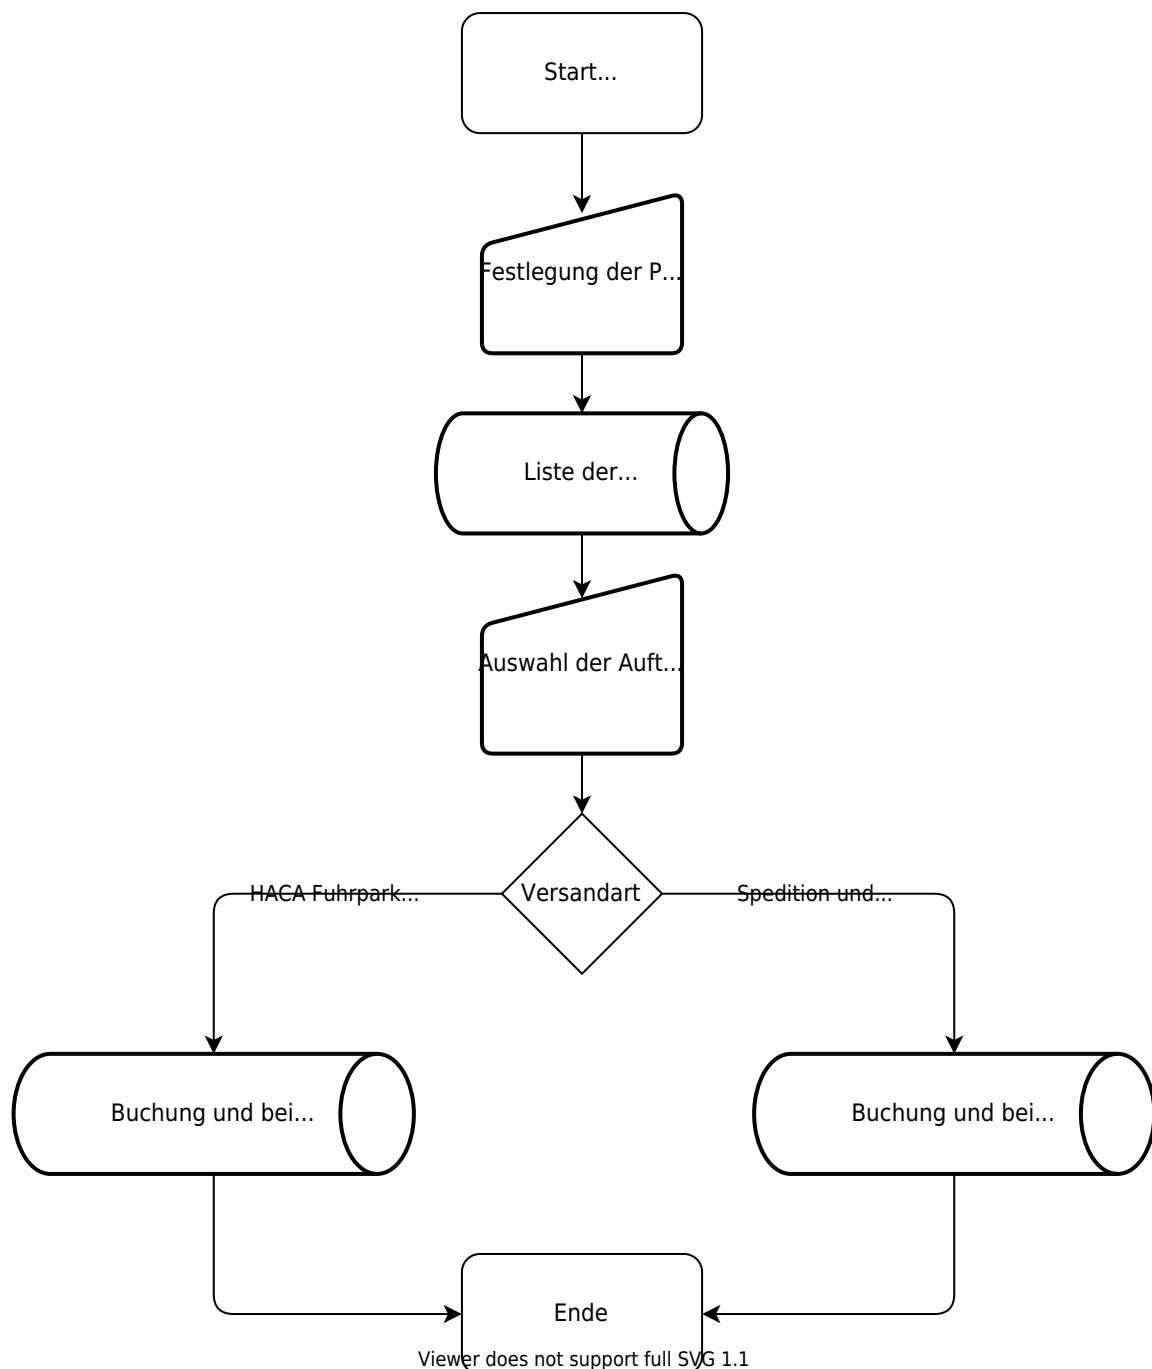 Start...
Festlegung der P...
Liste der...
Auswahl der Auft...
Versandart
HACA Fuhrpark...
Spedition und...
Buchung und bei...
Buchung und bei...
Ende
Viewer does not support full SVG 1.1